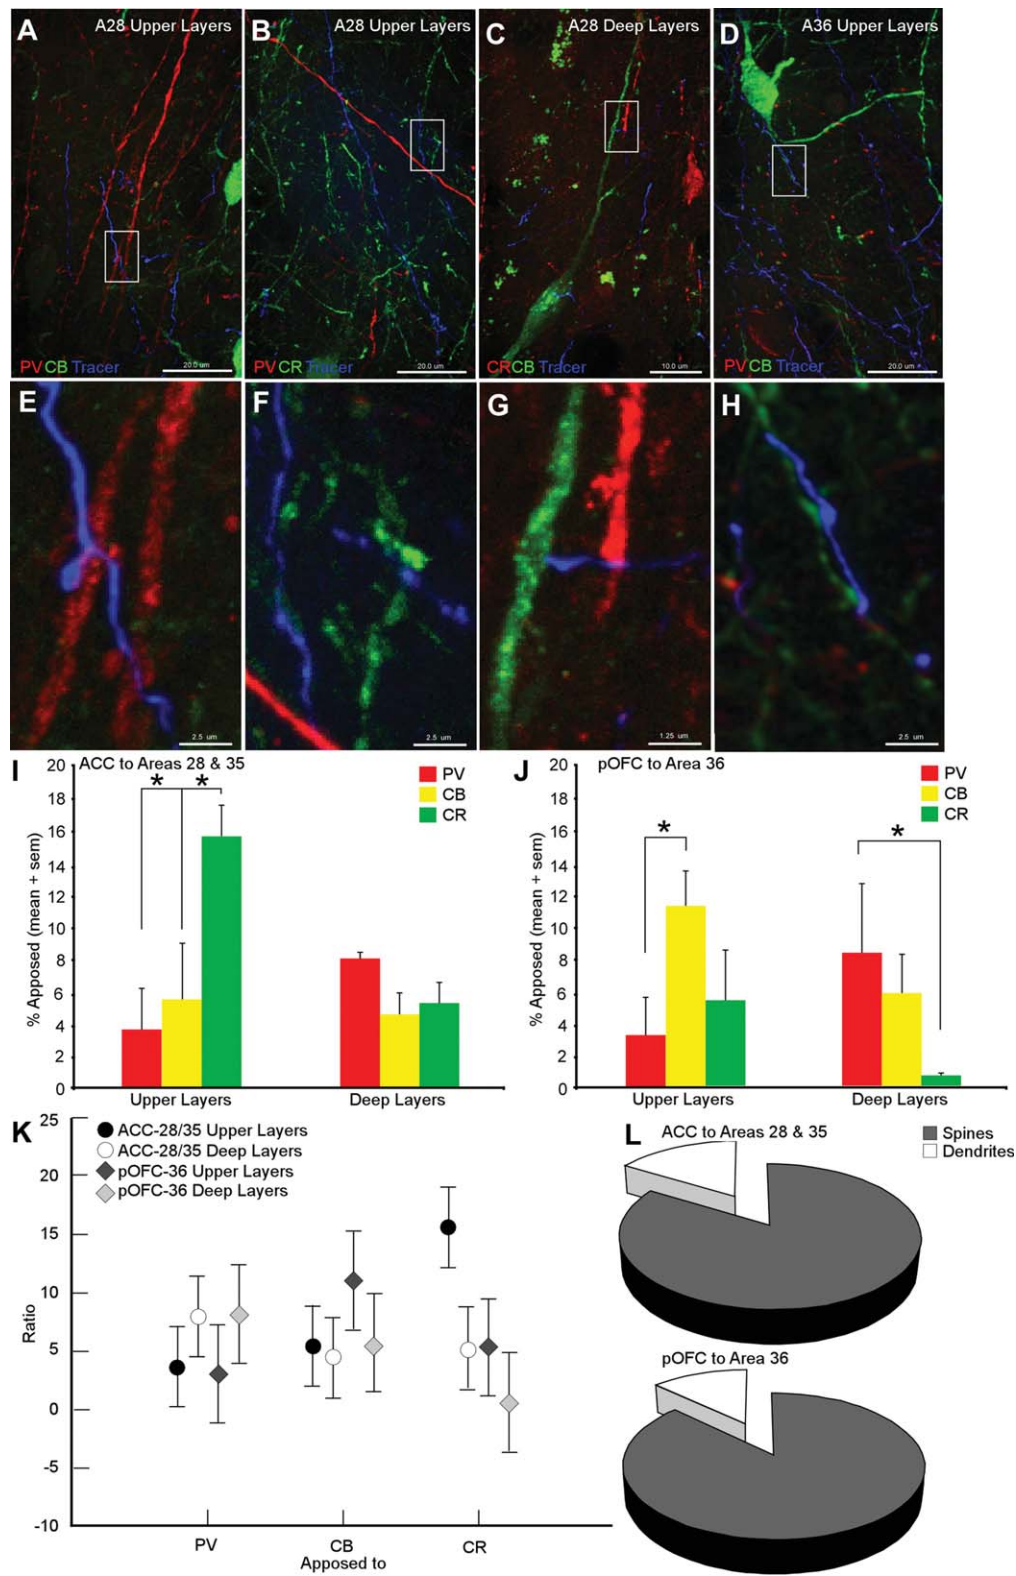 A A28 Upper Layers
PV CB Tracer
20.0 um
B A28 Upper Layers
PV CR Tracer
20.0 um
C A28 Deep Layers
CR CB Tracer
10.0 um
D A36 Upper Layers
PV CB Tracer
20.0 um
E
2.5 um
F
2.5 um
G
1.25 um
H
2.5 um
I ACC to Areas 28 & 35
% Apposed (mean + sem)
20
18
16
14
12
10
8
6
4
2
0
* *
PV
CB
CR
Upper Layers Deep Layers
J pOFC to Area 36
% Apposed (mean + sem)
20
18
16
14
12
10
8
6
4
2
0
* *
PV
CB
CR
Upper Layers Deep Layers
K
Ratio
25
20
15
10
5
0
-5
-10
ACC-28/35 Upper Layers
ACC-28/35 Deep Layers
pOFC-36 Upper Layers
pOFC-36 Deep Layers
PV CB CR
Apposed to
L ACC to Areas 28 & 35
Spines
Dendrites
pOFC to Area 36